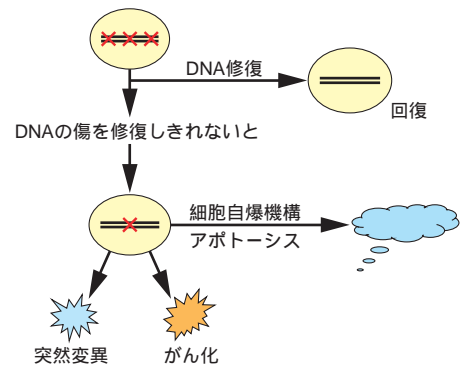 DNA修復
回復
DNAの傷を修復しきれないと
細胞自爆機構
アポトーシス
突然変異
がん化